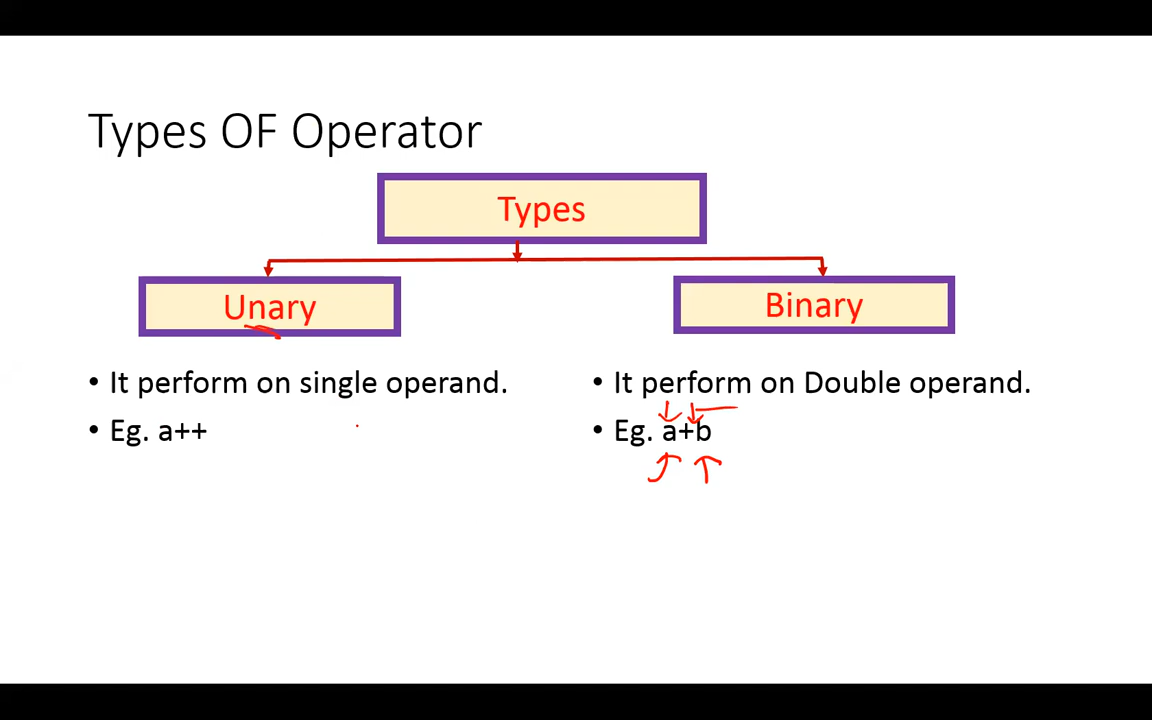 Types OF Operator
Types
Unary
Binary
• It perform on single operand.
• Eg. a++
• It perform on Double operand.
• Eg. a+b